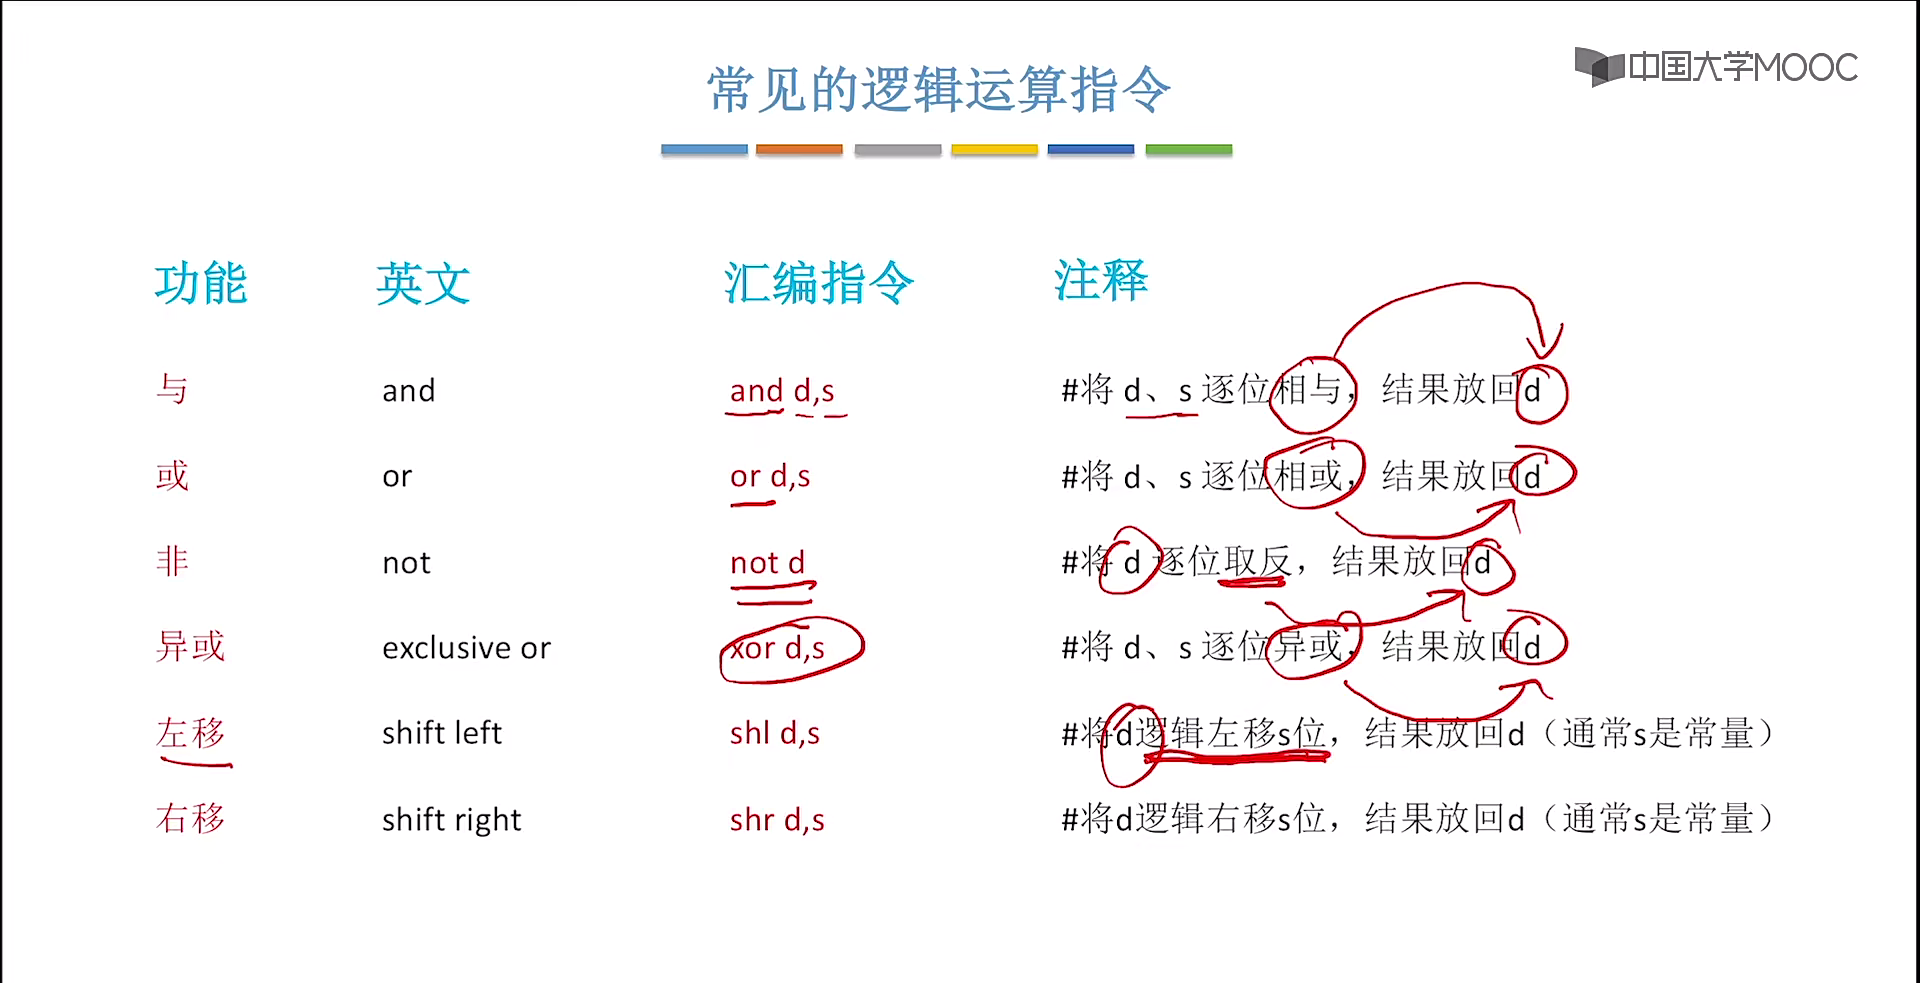 中国大学MOOC
常见的逻辑运算指令
功能 英文 汇编指令 注释
与 and and d,s #将 d、s 逐位相与，结果放回d
或 or or d,s #将 d、s 逐位相或，结果放回d
非 not not d #将 d 逐位取反，结果放回d
异或 exclusive or xor d,s #将 d、s 逐位异或，结果放回d
左移 shift left shl d,s #将d逻辑左移s位，结果放回d（通常s是常量）
右移 shift right shr d,s #将d逻辑右移s位，结果放回d（通常s是常量）